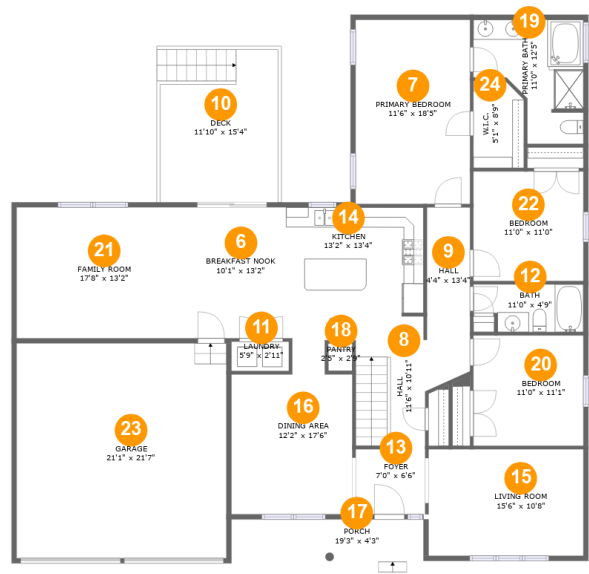 19
PRIMARY BATH
11'0" x 12'5"
7
PRIMARY BEDROOM
11'6" x 18'5"
24
W.I.C.
5'1" x 8'9"
10
DECK
11'10" x 15'4"
22
BEDROOM
11'0" x 11'0"
14
KITCHEN
13'2" x 13'4"
21
FAMILY ROOM
17'8" x 13'2"
6
BREAKFAST NOOK
10'1" x 13'2"
9
HALL
4'4" x 13'4"
12
BATH
11'0" x 4'9"
11
LAUNDRY
5'9" x 2'11"
18
PANTRY
2'5" x 2'9"
8
HALL
11'6" x 10'11"
20
BEDROOM
11'0" x 11'1"
16
DINING AREA
12'2" x 17'6"
23
GARAGE
21'1" x 21'7"
13
FOYER
7'0" x 6'6"
15
LIVING ROOM
15'6" x 10'8"
17
PORCH
19'3" x 4'3"